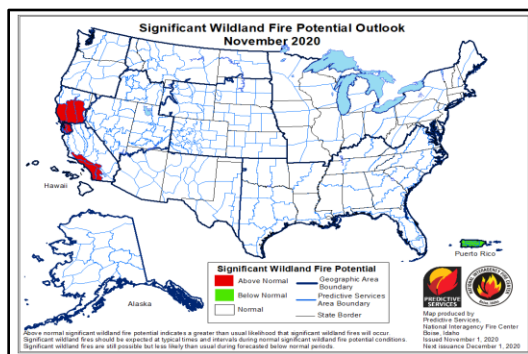 Significant Wildland Fire Potential Outlook
November 2020
Hawaii
Alaska
Puerto Rico
Significant Wildland Fire Potential
Above Normal
Below Normal
Normal
Geographic Area
Boundary
Predictive Services
Area Boundary
State Border
PREDICTIVE
SERVICES
Map produced by
Predictive Services,
National Interagency Fire Center
Boise, Idaho
Issued November 1, 2020
Next issuance December 1, 2020
Above normal significant wildland fire potential indicates a greater than usual likelihood that significant wildland fires will occur.
Significant wildland fires should be expected at typical times and intervals during normal significant wildland fire potential conditions.
Significant wildland fires are still possible but less likely than usual during forecasted below normal periods.